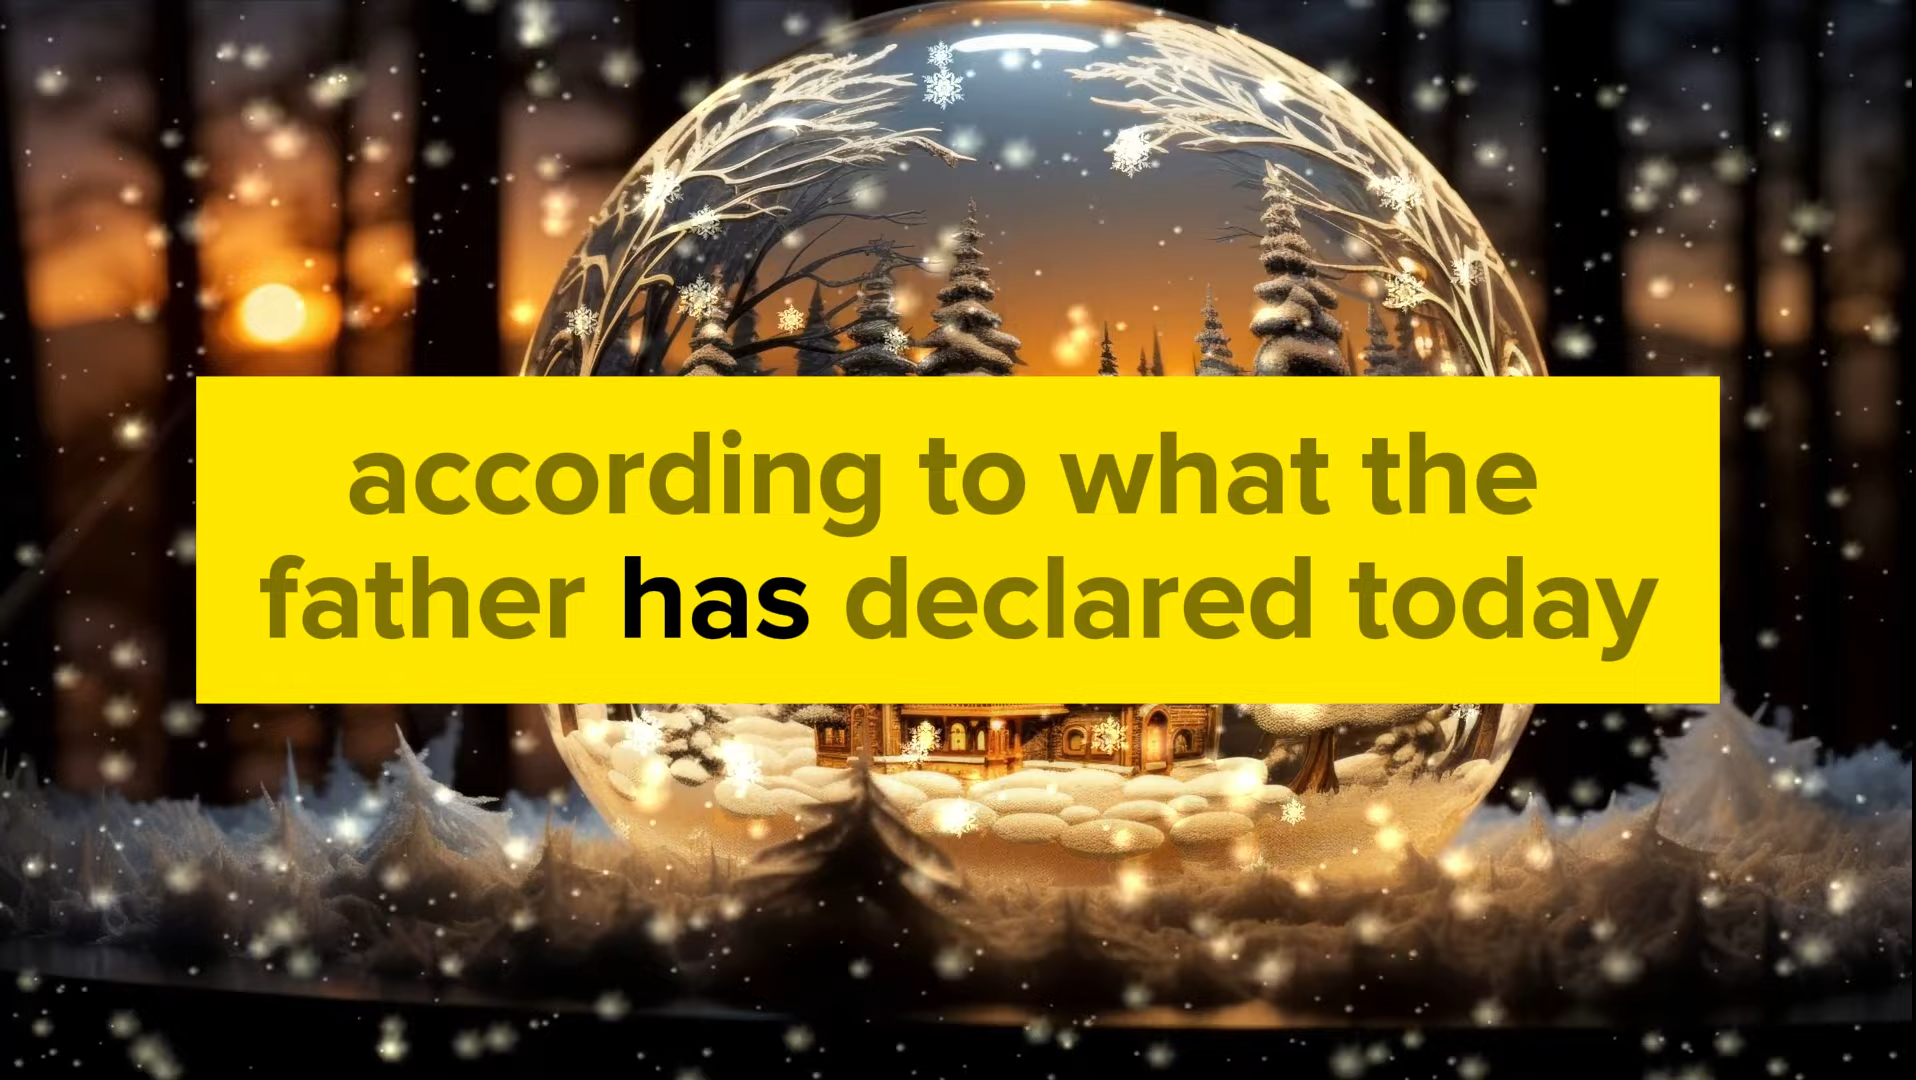 according to what the
father has declared today